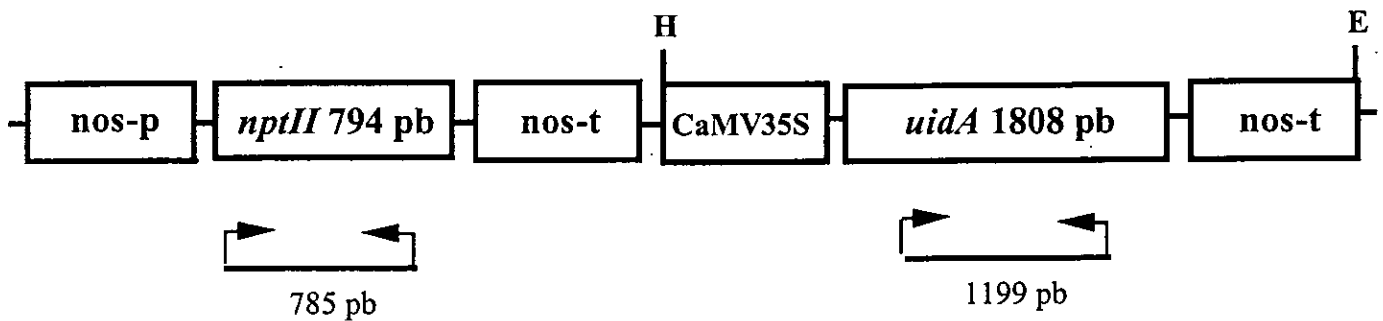 H E
nos-p nptII 794 pb nos-t CaMV35S uidA 1808 pb nos-t
785 pb 1199 pb